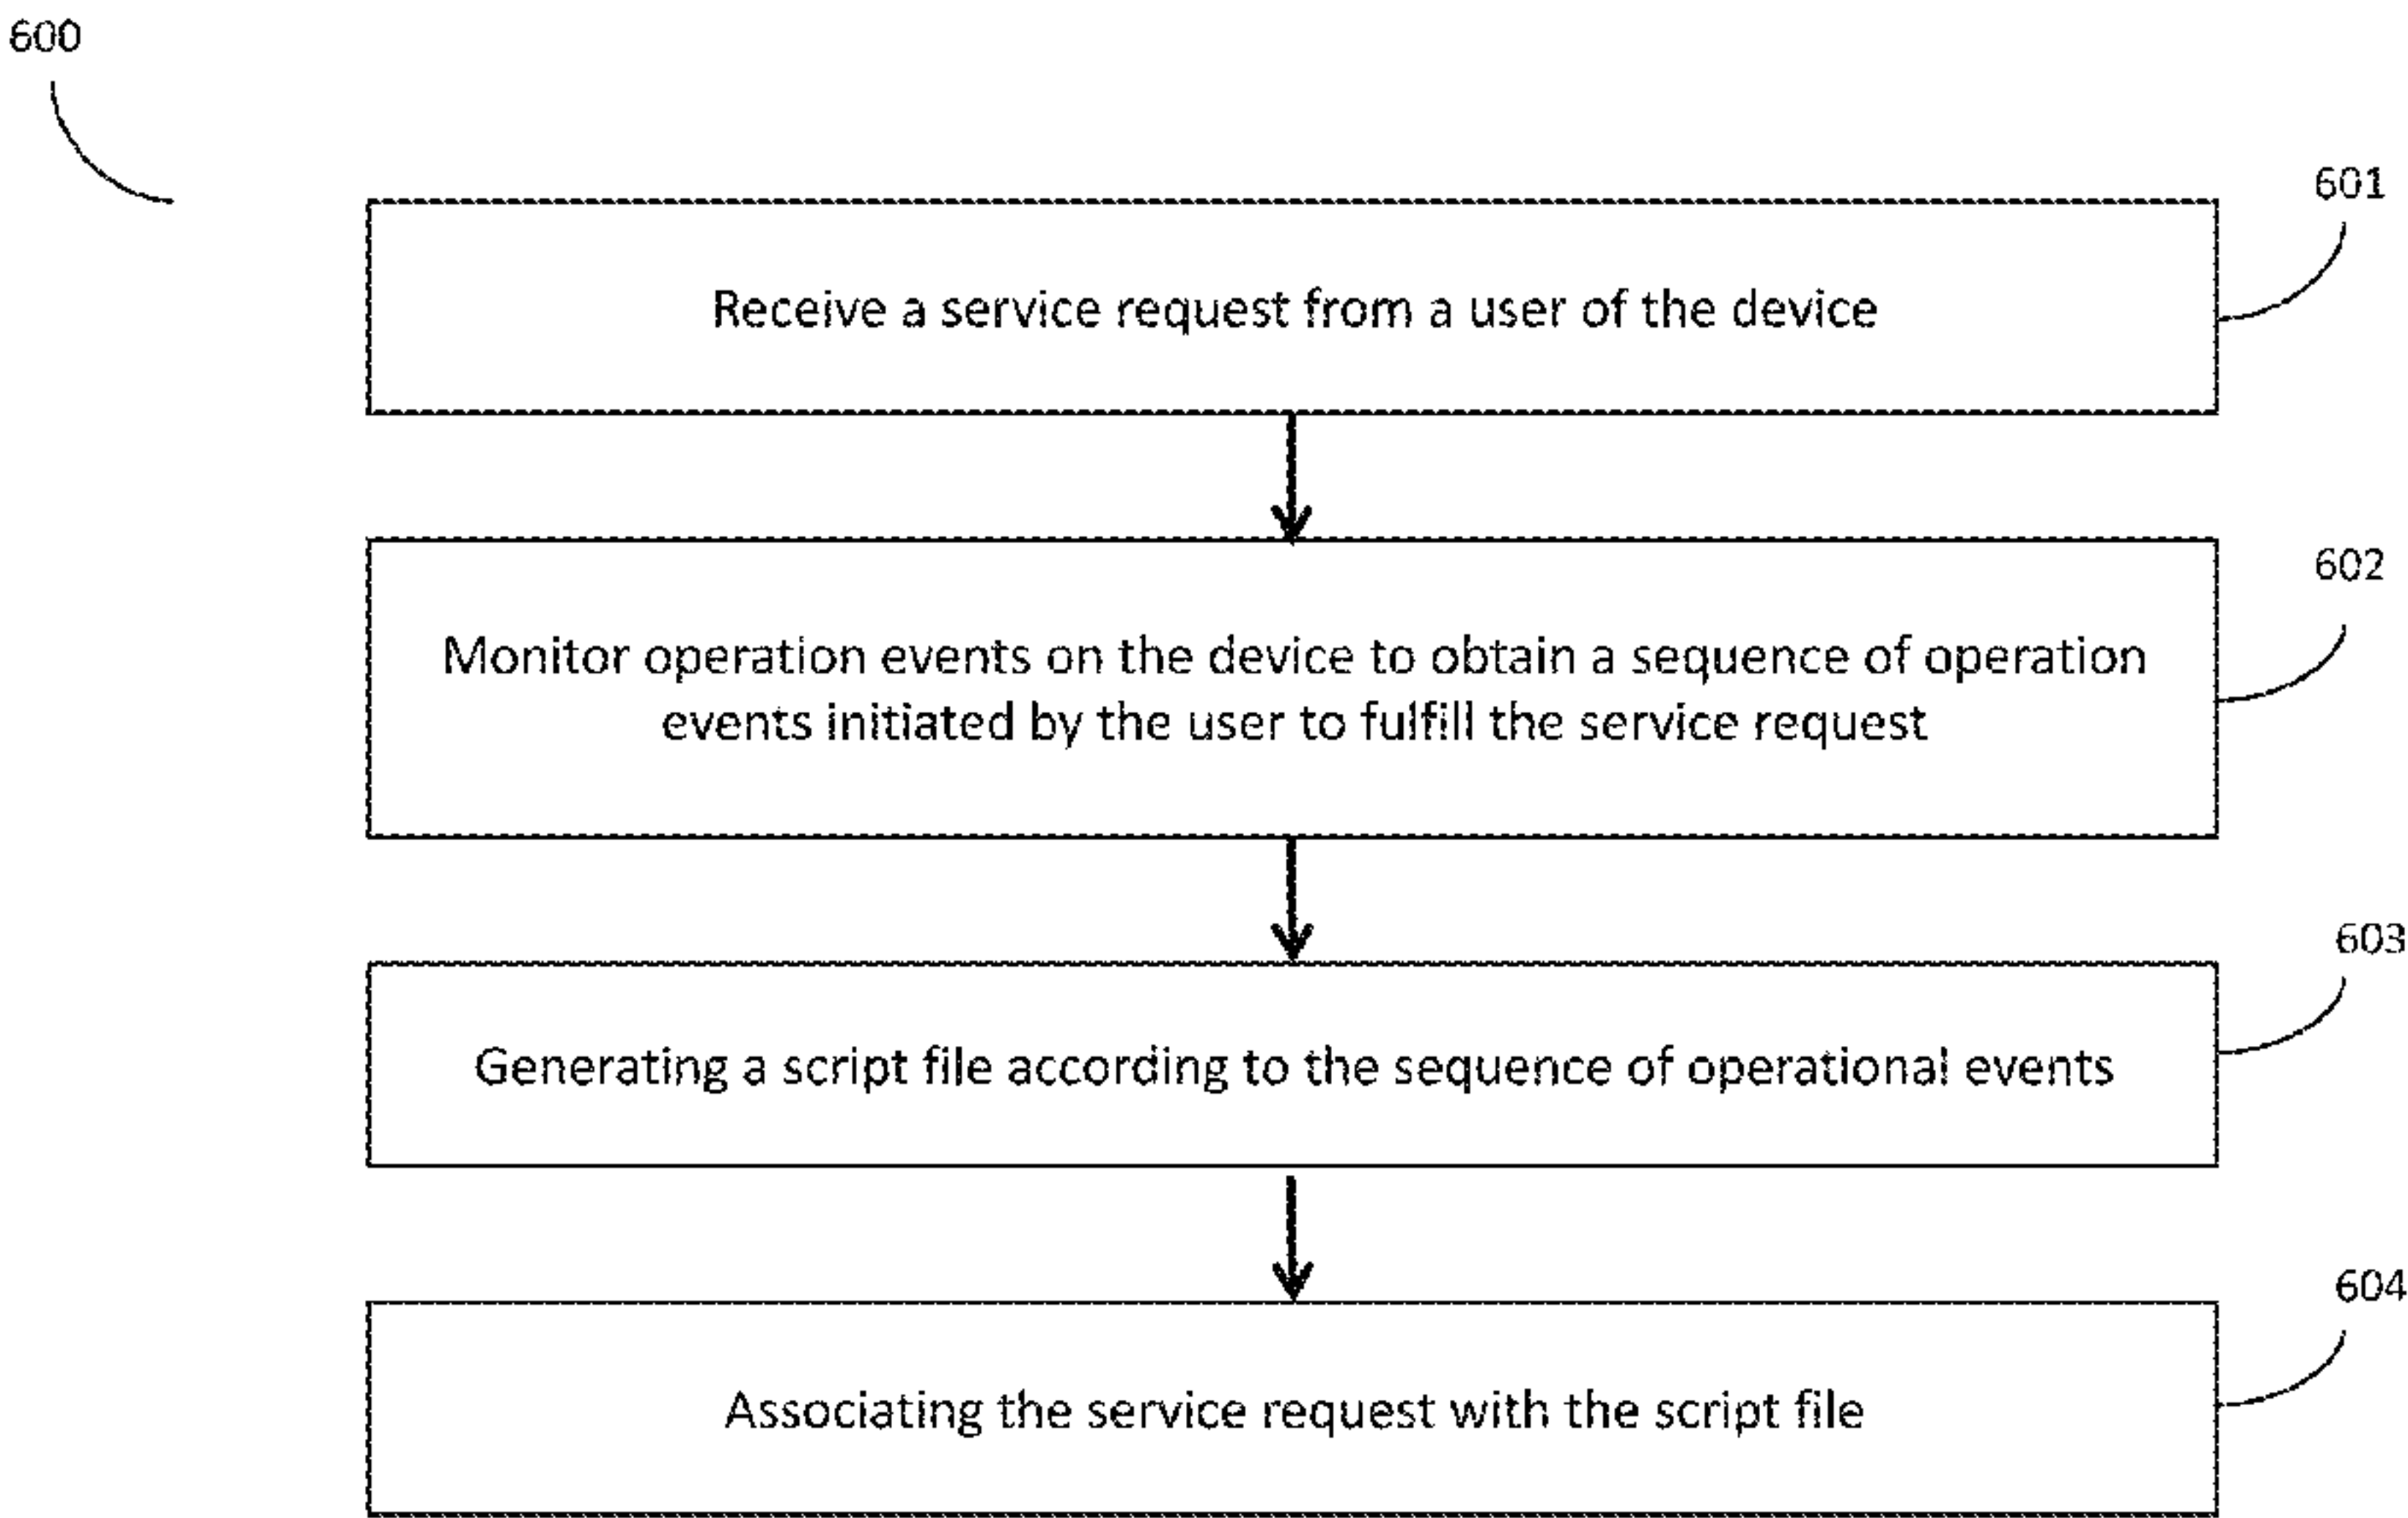 600
601
Receive a service request from a user of the device
602
Monitor operation events on the device to obtain a sequence of operation
events initiated by the user to fulfill the service request
603
Generating a script file according to the sequence of operational events
604
Associating the service request with the script file